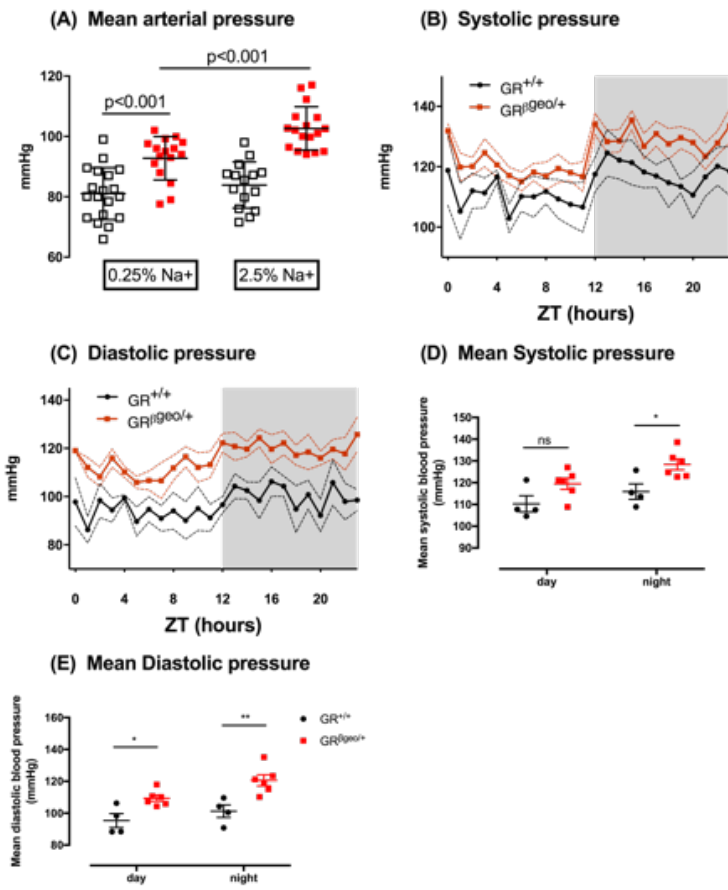 (A) Mean arterial pressure
p<0.001
p<0.001
mmHg
120
100
80
60
0.25% Na+
2.5% Na+
(B) Systolic pressure
GR+/+
GRβgeo/+
mmHg
140
120
100
0 4 8 12 16 20
ZT (hours)
(C) Diastolic pressure
GR+/+
GRβgeo/+
mmHg
120
100
80
0 4 8 12 16 20
ZT (hours)
(D) Mean Systolic pressure
Mean systolic blood pressure
(mmHg)
150
140
130
120
110
100
90
ns
*
day night
(E) Mean Diastolic pressure
Mean diastolic blood pressure
(mmHg)
160
140
120
100
80
*
**
GR+/+
GRβgeo/+
day night